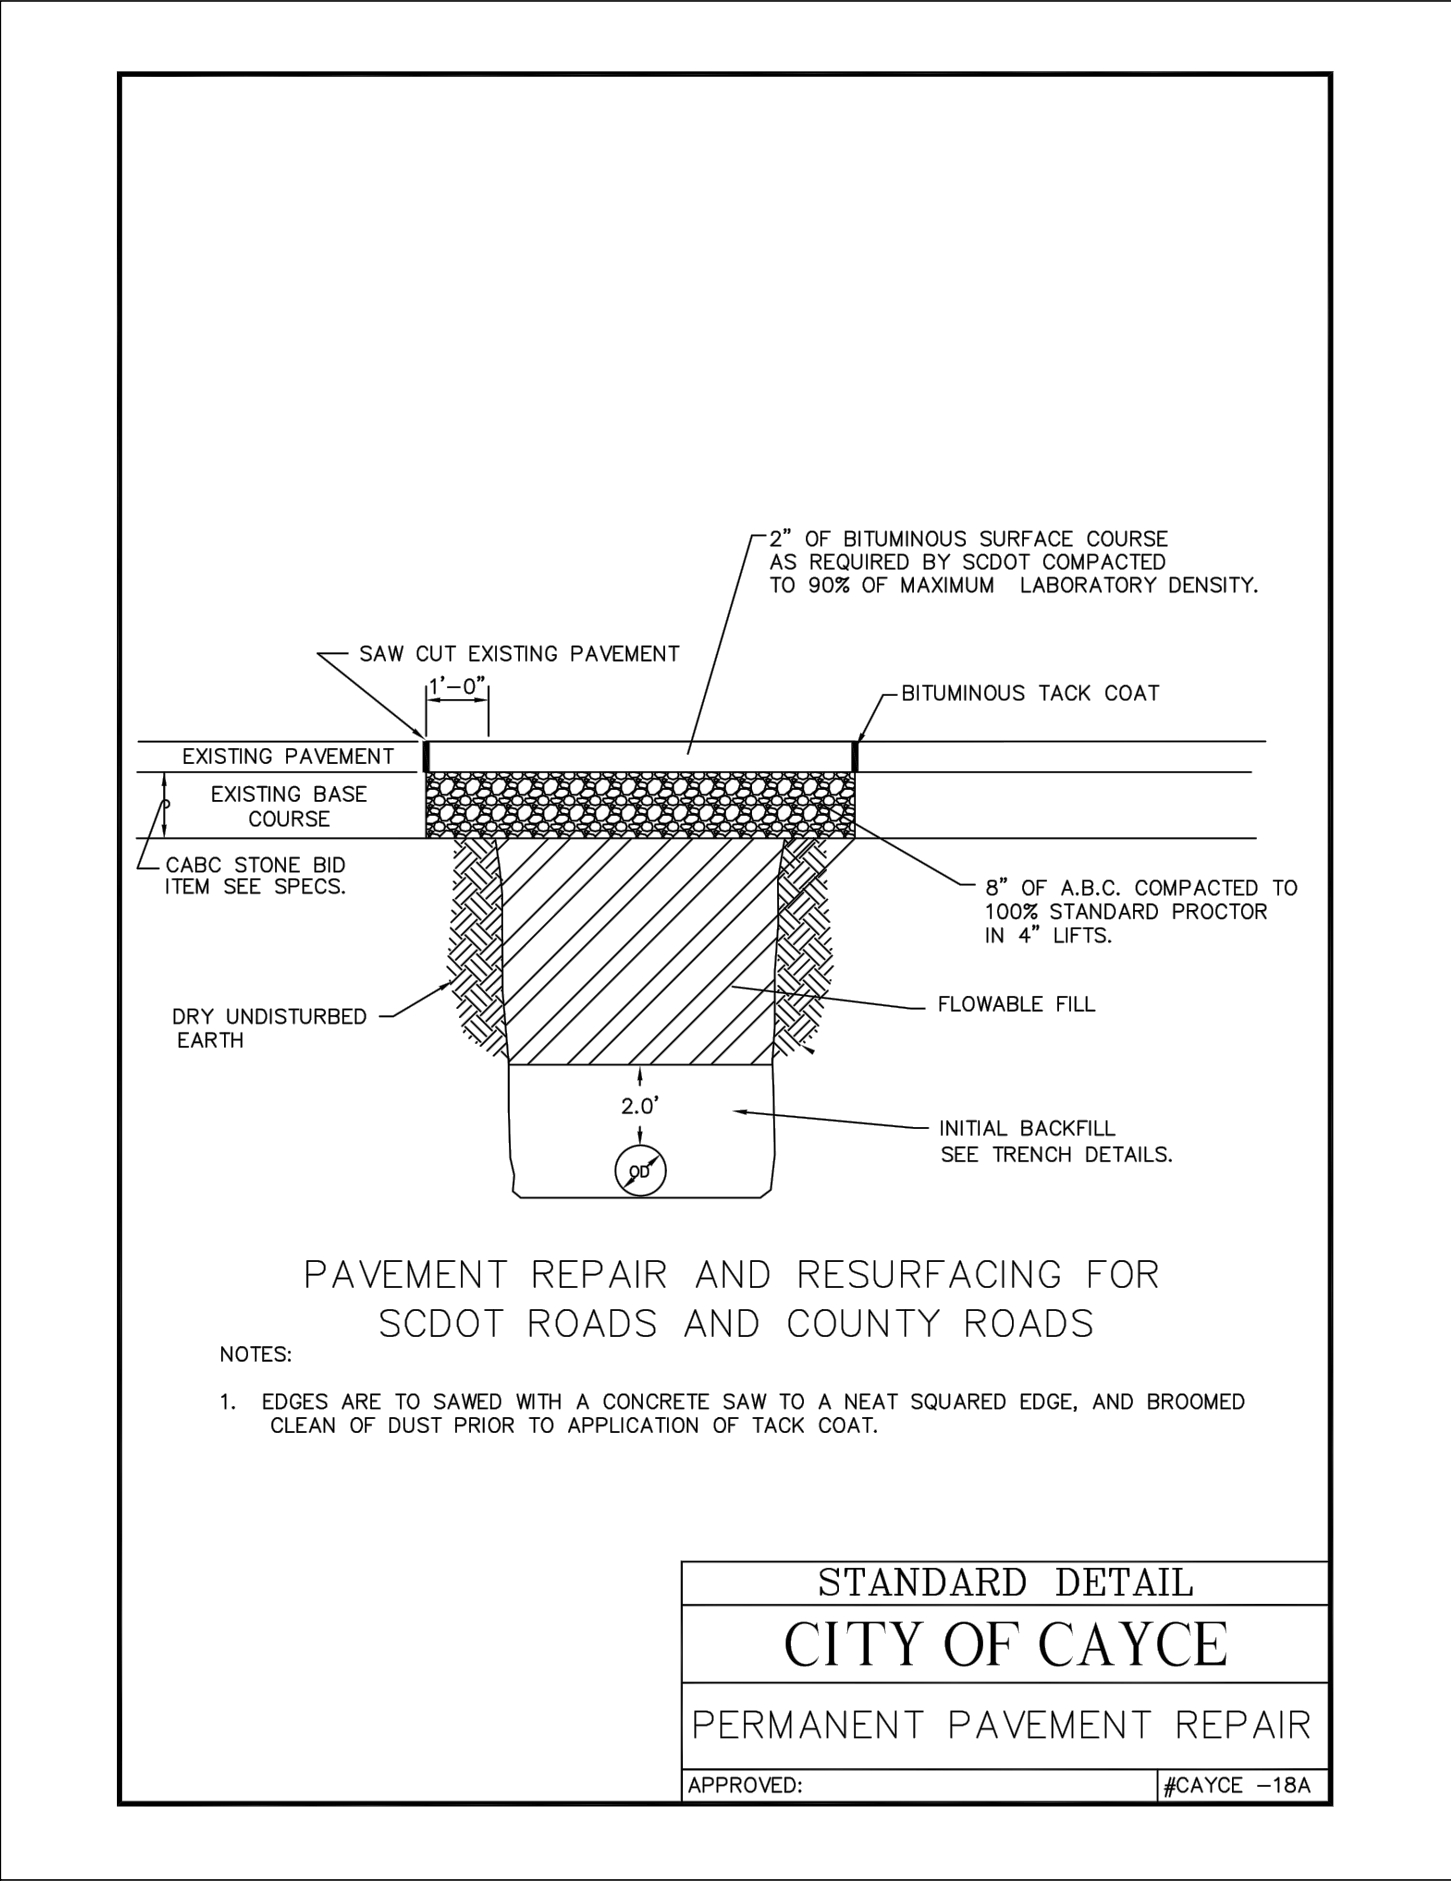 2" OF BITUMINOUS SURFACE COURSE
AS REQUIRED BY SCDOT COMPACTED
TO 90% OF MAXIMUM LABORATORY DENSITY.
SAW CUT EXISTING PAVEMENT
1'-0"
BITUMINOUS TACK COAT
EXISTING PAVEMENT
EXISTING BASE
COURSE
CABC STONE BID
ITEM SEE SPECS.
8" OF A.B.C. COMPACTED TO
100% STANDARD PROCTOR
IN 4" LIFTS.
FLOWABLE FILL
DRY UNDISTURBED
EARTH
2.0'
INITIAL BACKFILL
SEE TRENCH DETAILS.
OD
PAVEMENT REPAIR AND RESURFACING FOR
SCDOT ROADS AND COUNTY ROADS
NOTES:
1. EDGES ARE TO SAWED WITH A CONCRETE SAW TO A NEAT SQUARED EDGE, AND BROOMED
CLEAN OF DUST PRIOR TO APPLICATION OF TACK COAT.
STANDARD DETAIL
CITY OF CAYCE
PERMANENT PAVEMENT REPAIR
APPROVED:
#CAYCE -18A